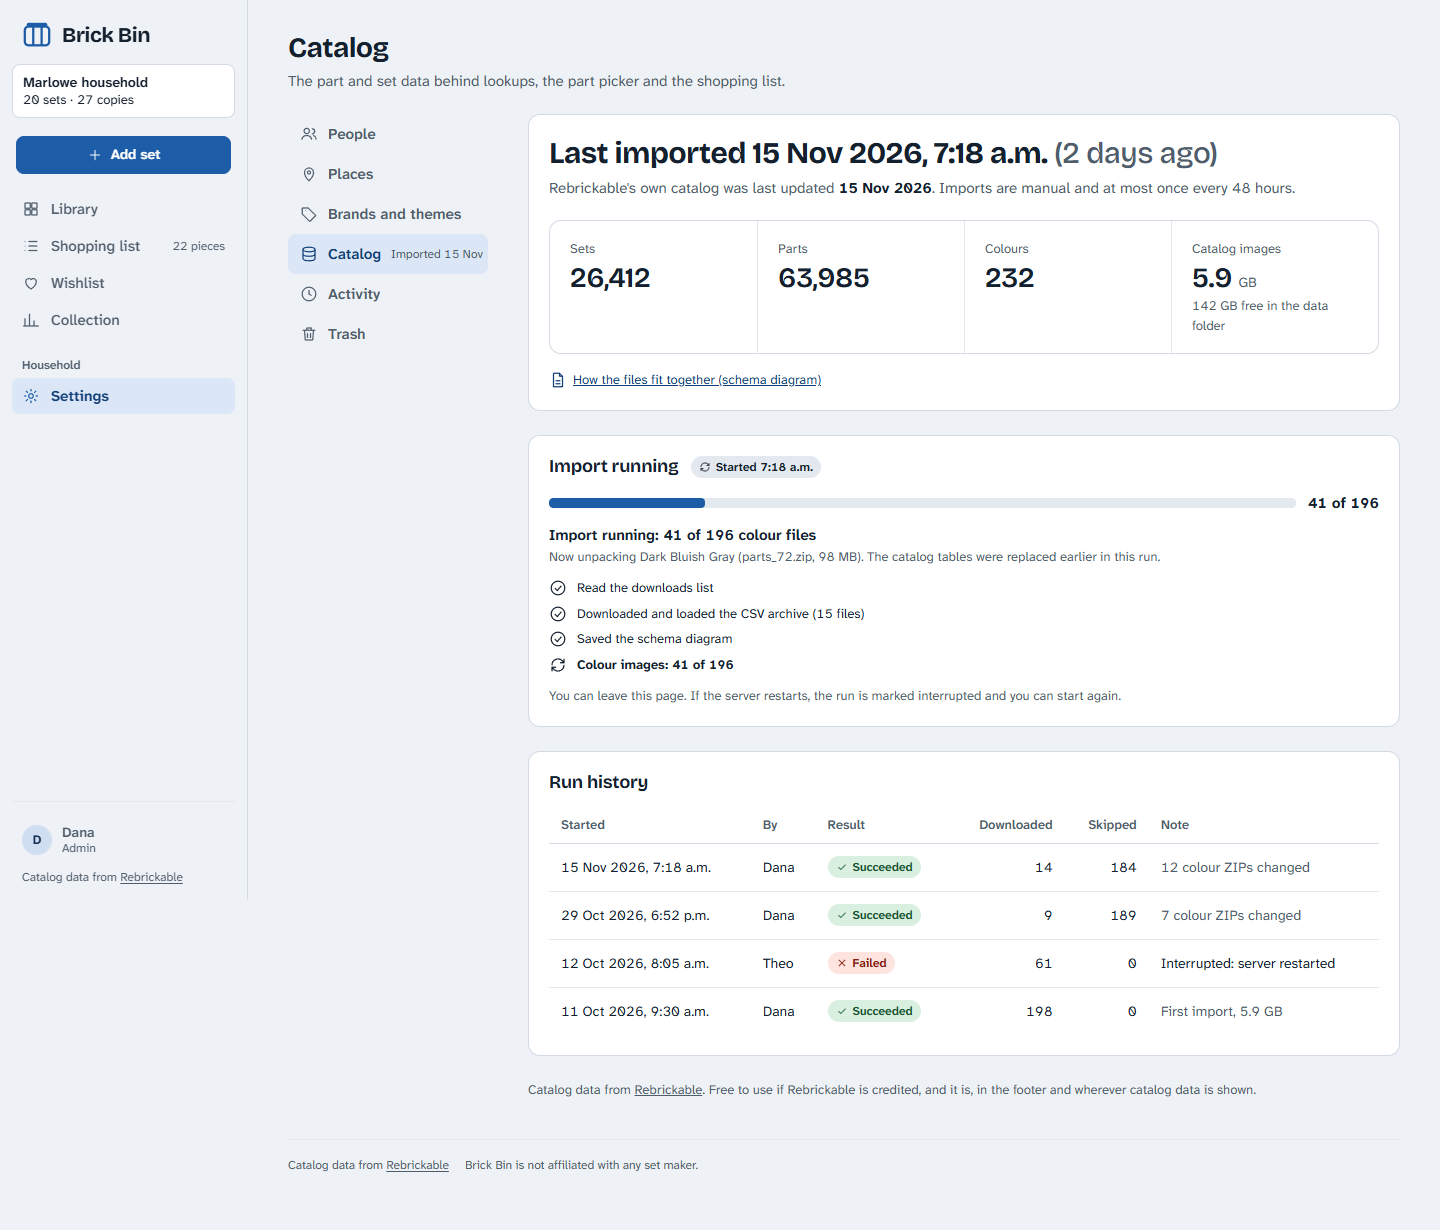 Brick Bin
Marlowe household
20 sets · 27 copies
Add set
Library
Shopping list 22 pieces
Wishlist
Collection
Household
Settings
Dana
D
Admin
Catalog data from Rebrickable
Catalog
The part and set data behind lookups, the part picker and the shopping list.
People
Places
Brands and themes
Catalog Imported 15 Nov
Activity
Trash
Last imported 15 Nov 2026, 7:18 a.m. (2 days ago)
Rebrickable's own catalog was last updated 15 Nov 2026. Imports are manual and at most once every 48 hours.
Sets
26,412
Parts
63,985
Colours
232
Catalog images
5.9 GB
142 GB free in the data
folder
How the files fit together (schema diagram)
Import running Started 7:18 a.m.
41 of 196
Import running: 41 of 196 colour files
Now unpacking Dark Bluish Gray (parts_72.zip, 98 MB). The catalog tables were replaced earlier in this run.
Read the downloads list
Downloaded and loaded the CSV archive (15 files)
Saved the schema diagram
Colour images: 41 of 196
You can leave this page. If the server restarts, the run is marked interrupted and you can start again.
Run history
Started By Result Downloaded Skipped Note
15 Nov 2026, 7:18 a.m. Dana Succeeded 14 184 12 colour ZIPs changed
29 Oct 2026, 6:52 p.m. Dana Succeeded 9 189 7 colour ZIPs changed
12 Oct 2026, 8:05 a.m. Theo Failed 61 0 Interrupted: server restarted
11 Oct 2026, 9:30 a.m. Dana Succeeded 198 0 First import, 5.9 GB
Catalog data from Rebrickable. Free to use if Rebrickable is credited, and it is, in the footer and wherever catalog data is shown.
Catalog data from Rebrickable Brick Bin is not affiliated with any set maker.